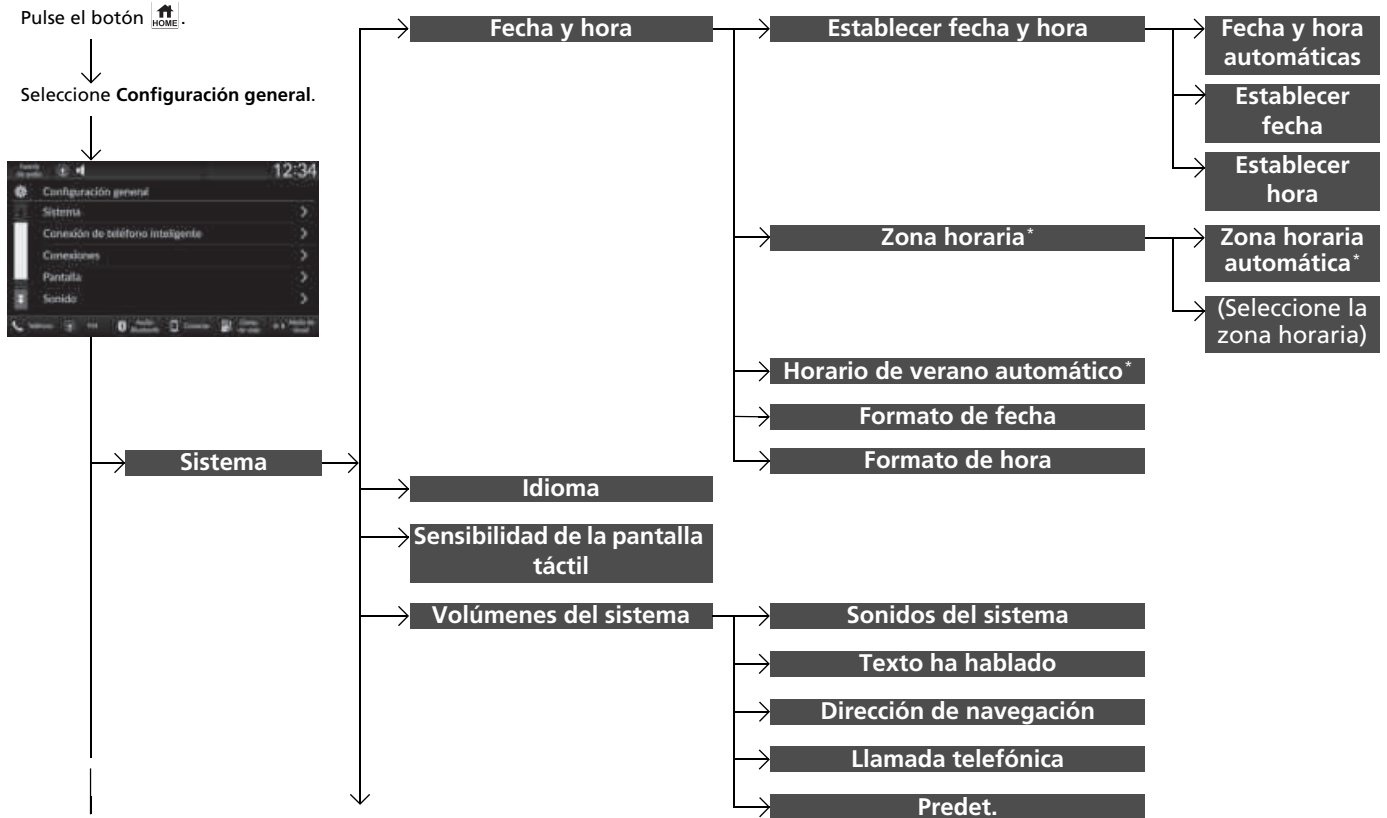 Pulse el botón HOME.
Seleccione Configuración general.
12:34
Configuración general
Sistema
Conexión de teléfono inteligente
Conexiones
Pantalla
Sonido
Sistema
Fecha y hora
Idioma
Sensibilidad de la pantalla
táctil
Volúmenes del sistema
Establecer fecha y hora
Zona horaria*
Horario de verano automático*
Formato de fecha
Formato de hora
Sonidos del sistema
Texto ha hablado
Dirección de navegación
Llamada telefónica
Predet.
Fecha y hora
automáticas
Establecer
fecha
Establecer
hora
Zona horaria
automática*
(Seleccione la
zona horaria)